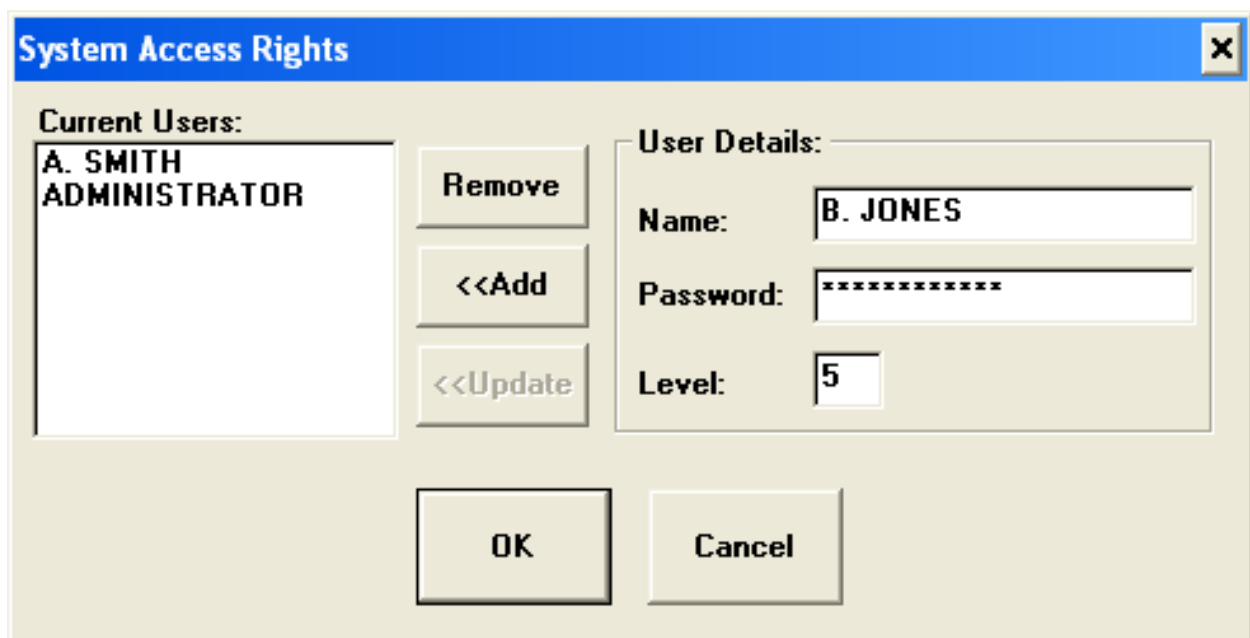 System Access Rights
Current Users:
A. SMITH
ADMINISTRATOR
Remove
<<Add
<<Update
User Details:
Name:
B. JONES
Password:
************
Level:
5
OK
Cancel